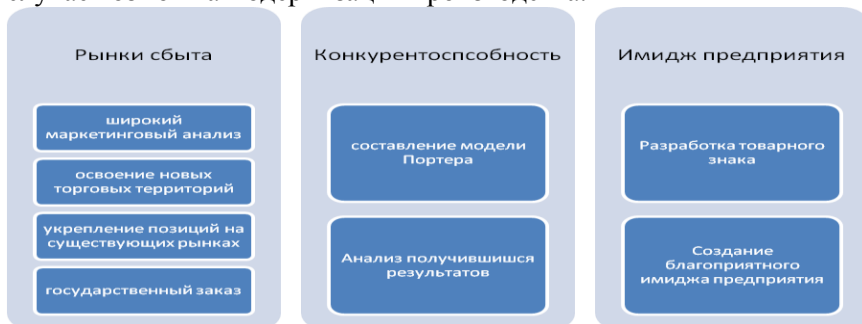 Рынки сбыта
широкий
маркетинговый анализ
освоение новых
торговых территорий
укрепление позиций на
существующих рынках
государственный заказ
Конкурентоспсобность
составление модели
Портера
Анализ получившишся
результатов
Имидж предприятия
Разработка товарного
знака
Создание
благоприятного
имиджа предприятия